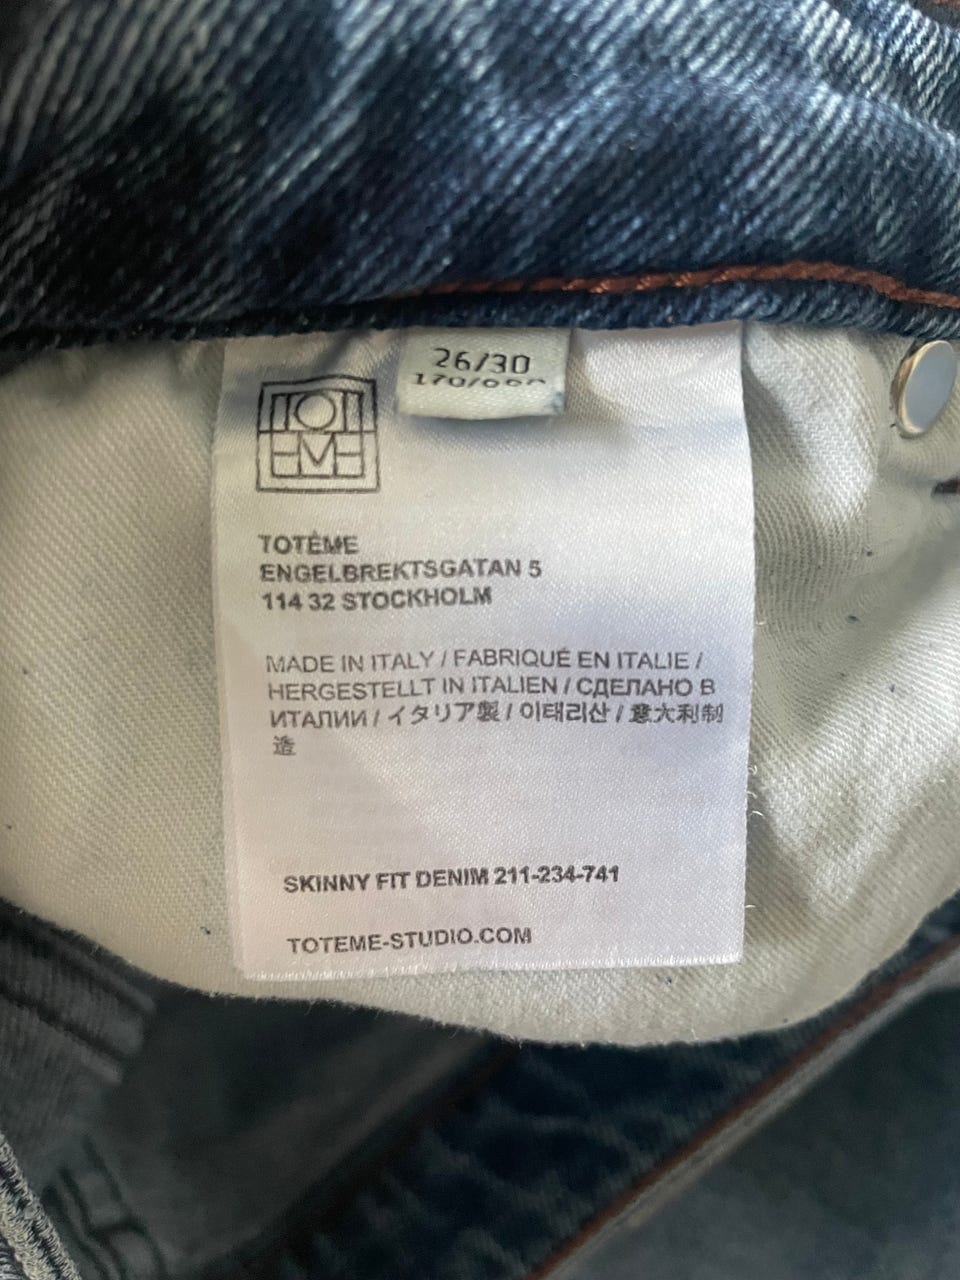 26/30
TOTEME
TOTÊME
ENGELBREKTSGATAN 5
114 32 STOCKHOLM
MADE IN ITALY / FABRIQUÉ EN ITALIE /
HERGESTELLT IN ITALIEN / СДЕЛАНО В
ИТАЛИИ / イタリア製 / 이태리산 / 意大利制
造
SKINNY FIT DENIM 211-234-741
TOTEME-STUDIO.COM